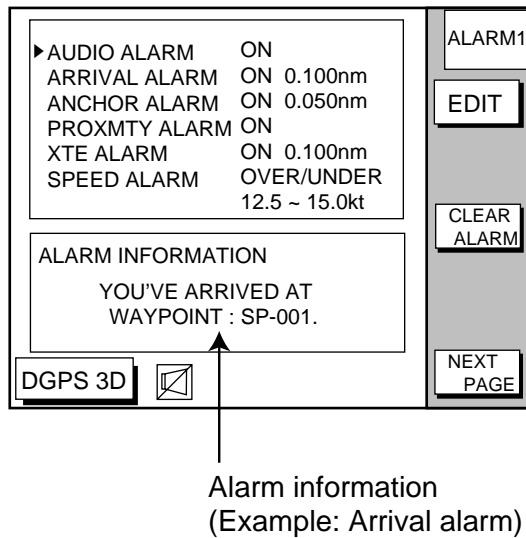 AUDIO ALARM ON
ARRIVAL ALARM ON 0.100nm
ANCHOR ALARM ON 0.050nm
PROXMTY ALARM ON
XTE ALARM ON 0.100nm
SPEED ALARM OVER/UNDER
12.5 ~ 15.0kt
ALARM INFORMATION
YOU'VE ARRIVED AT
WAYPOINT : SP-001.
DGPS 3D
ALARM1
EDIT
CLEAR
ALARM
NEXT
PAGE
Alarm information
(Example: Arrival alarm)